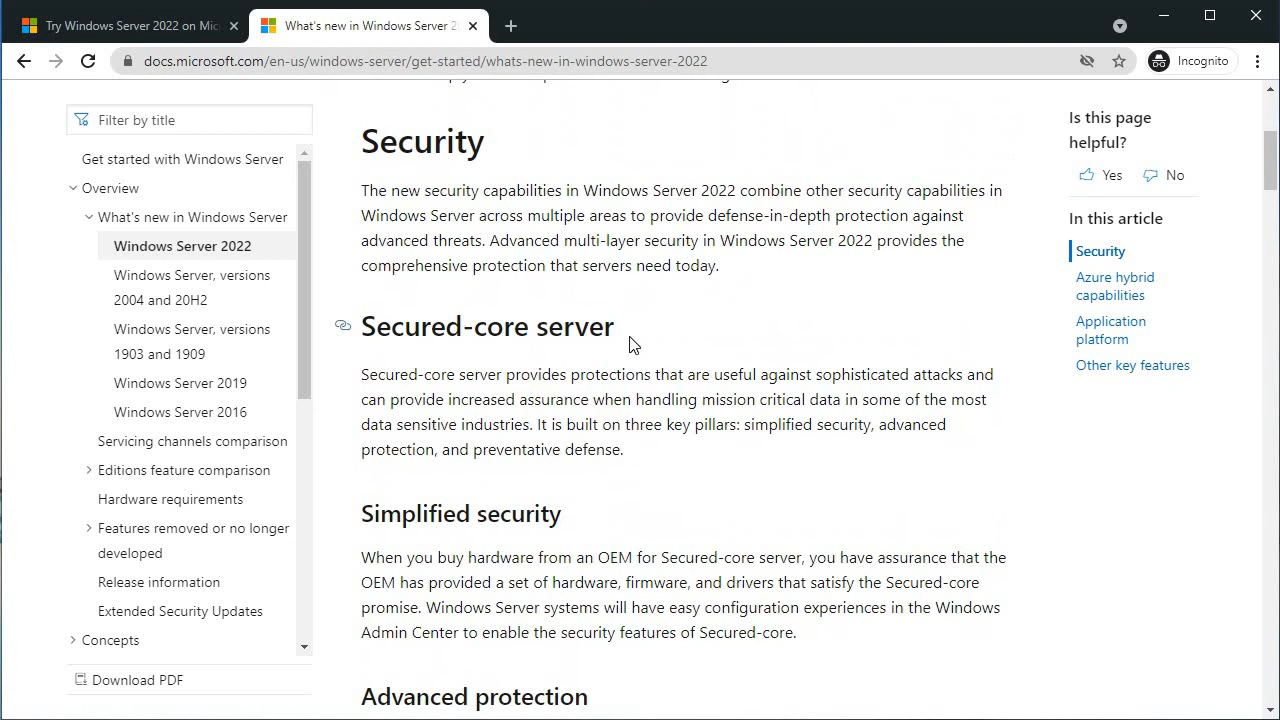 Try Windows Server 2022 on Mic
What's new in Windows Server 2
docs.microsoft.com/en-us/windows-server/get-started/whats-new-in-windows-server-2022
Incognito
Filter by title
Get started with Windows Server
Overview
What's new in Windows Server
Windows Server 2022
Windows Server, versions
2004 and 20H2
Windows Server, versions
1903 and 1909
Windows Server 2019
Windows Server 2016
Servicing channels comparison
Editions feature comparison
Hardware requirements
Features removed or no longer
developed
Release information
Extended Security Updates
Concepts
Download PDF
Security
The new security capabilities in Windows Server 2022 combine other security capabilities in
Windows Server across multiple areas to provide defense-in-depth protection against
advanced threats. Advanced multi-layer security in Windows Server 2022 provides the
comprehensive protection that servers need today.
Secured-core server
Secured-core server provides protections that are useful against sophisticated attacks and
can provide increased assurance when handling mission critical data in some of the most
data sensitive industries. It is built on three key pillars: simplified security, advanced
protection, and preventative defense.
Simplified security
When you buy hardware from an OEM for Secured-core server, you have assurance that the
OEM has provided a set of hardware, firmware, and drivers that satisfy the Secured-core
promise. Windows Server systems will have easy configuration experiences in the Windows
Admin Center to enable the security features of Secured-core.
Advanced protection
Is this page
helpful?
Yes No
In this article
Security
Azure hybrid
capabilities
Application
platform
Other key features